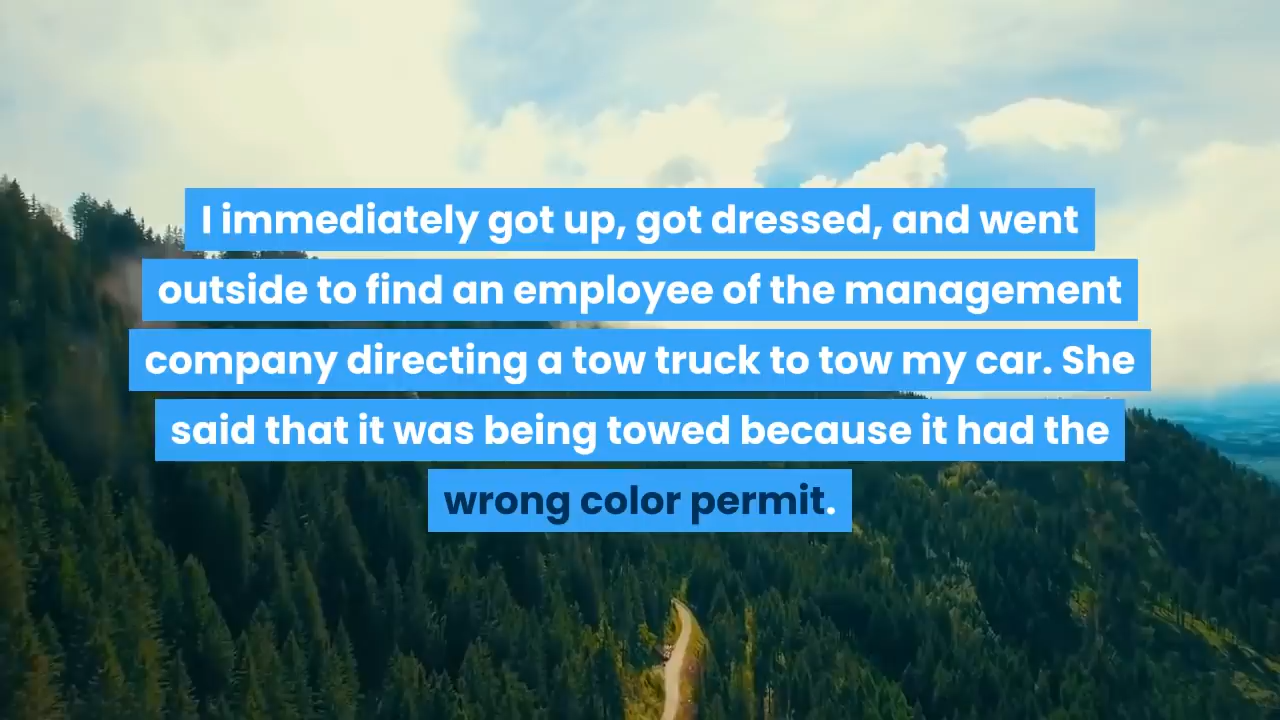 I immediately got up, got dressed, and went
outside to find an employee of the management
company directing a tow truck to tow my car. She
said that it was being towed because it had the
wrong color permit.